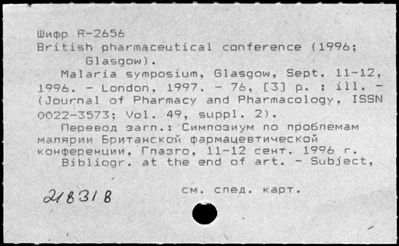 Шифр R-2656
British pharmaceutical conference (1996;
Glasgow).
Malaria symposium, Glasgow, Sept. 11-12,
1996. - London, 1997. - 76, [3] p. : ill. -
(Journal of Pharmacy and Pharmacology, ISSN
0022-3573; Vol. 49, suppl. 2).
Перевод загл.: Симпозиум по проблемам
малярии Британской фармацевтической
конференции, Глазго, 11-12 сент. 1996 г.
Bibliogr. at the end of art. - Subject,
см. след. карт.
218318